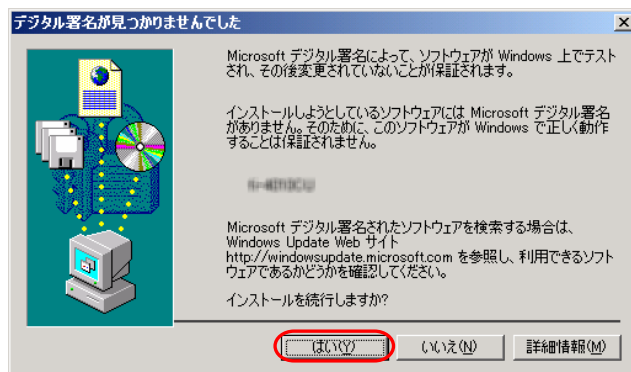 デジタル署名が見つかりませんでした
Microsoft デジタル署名によって、ソフトウェアが Windows 上でテスト
され、その後変更されていないことが保証されます。
インストールしようとしているソフトウェアには Microsoft デジタル署名
がありません。そのために、このソフトウェアが Windows で正しく動作
することは保証されません。
Microsoft デジタル署名されたソフトウェアを検索する場合は、
Windows Update Web サイト
http://windowsupdate.microsoft.com を参照し、利用できるソフト
ウェアであるかどうかを確認してください。
インストールを続行しますか?
はい(Y) いいえ(N) 詳細情報(M)